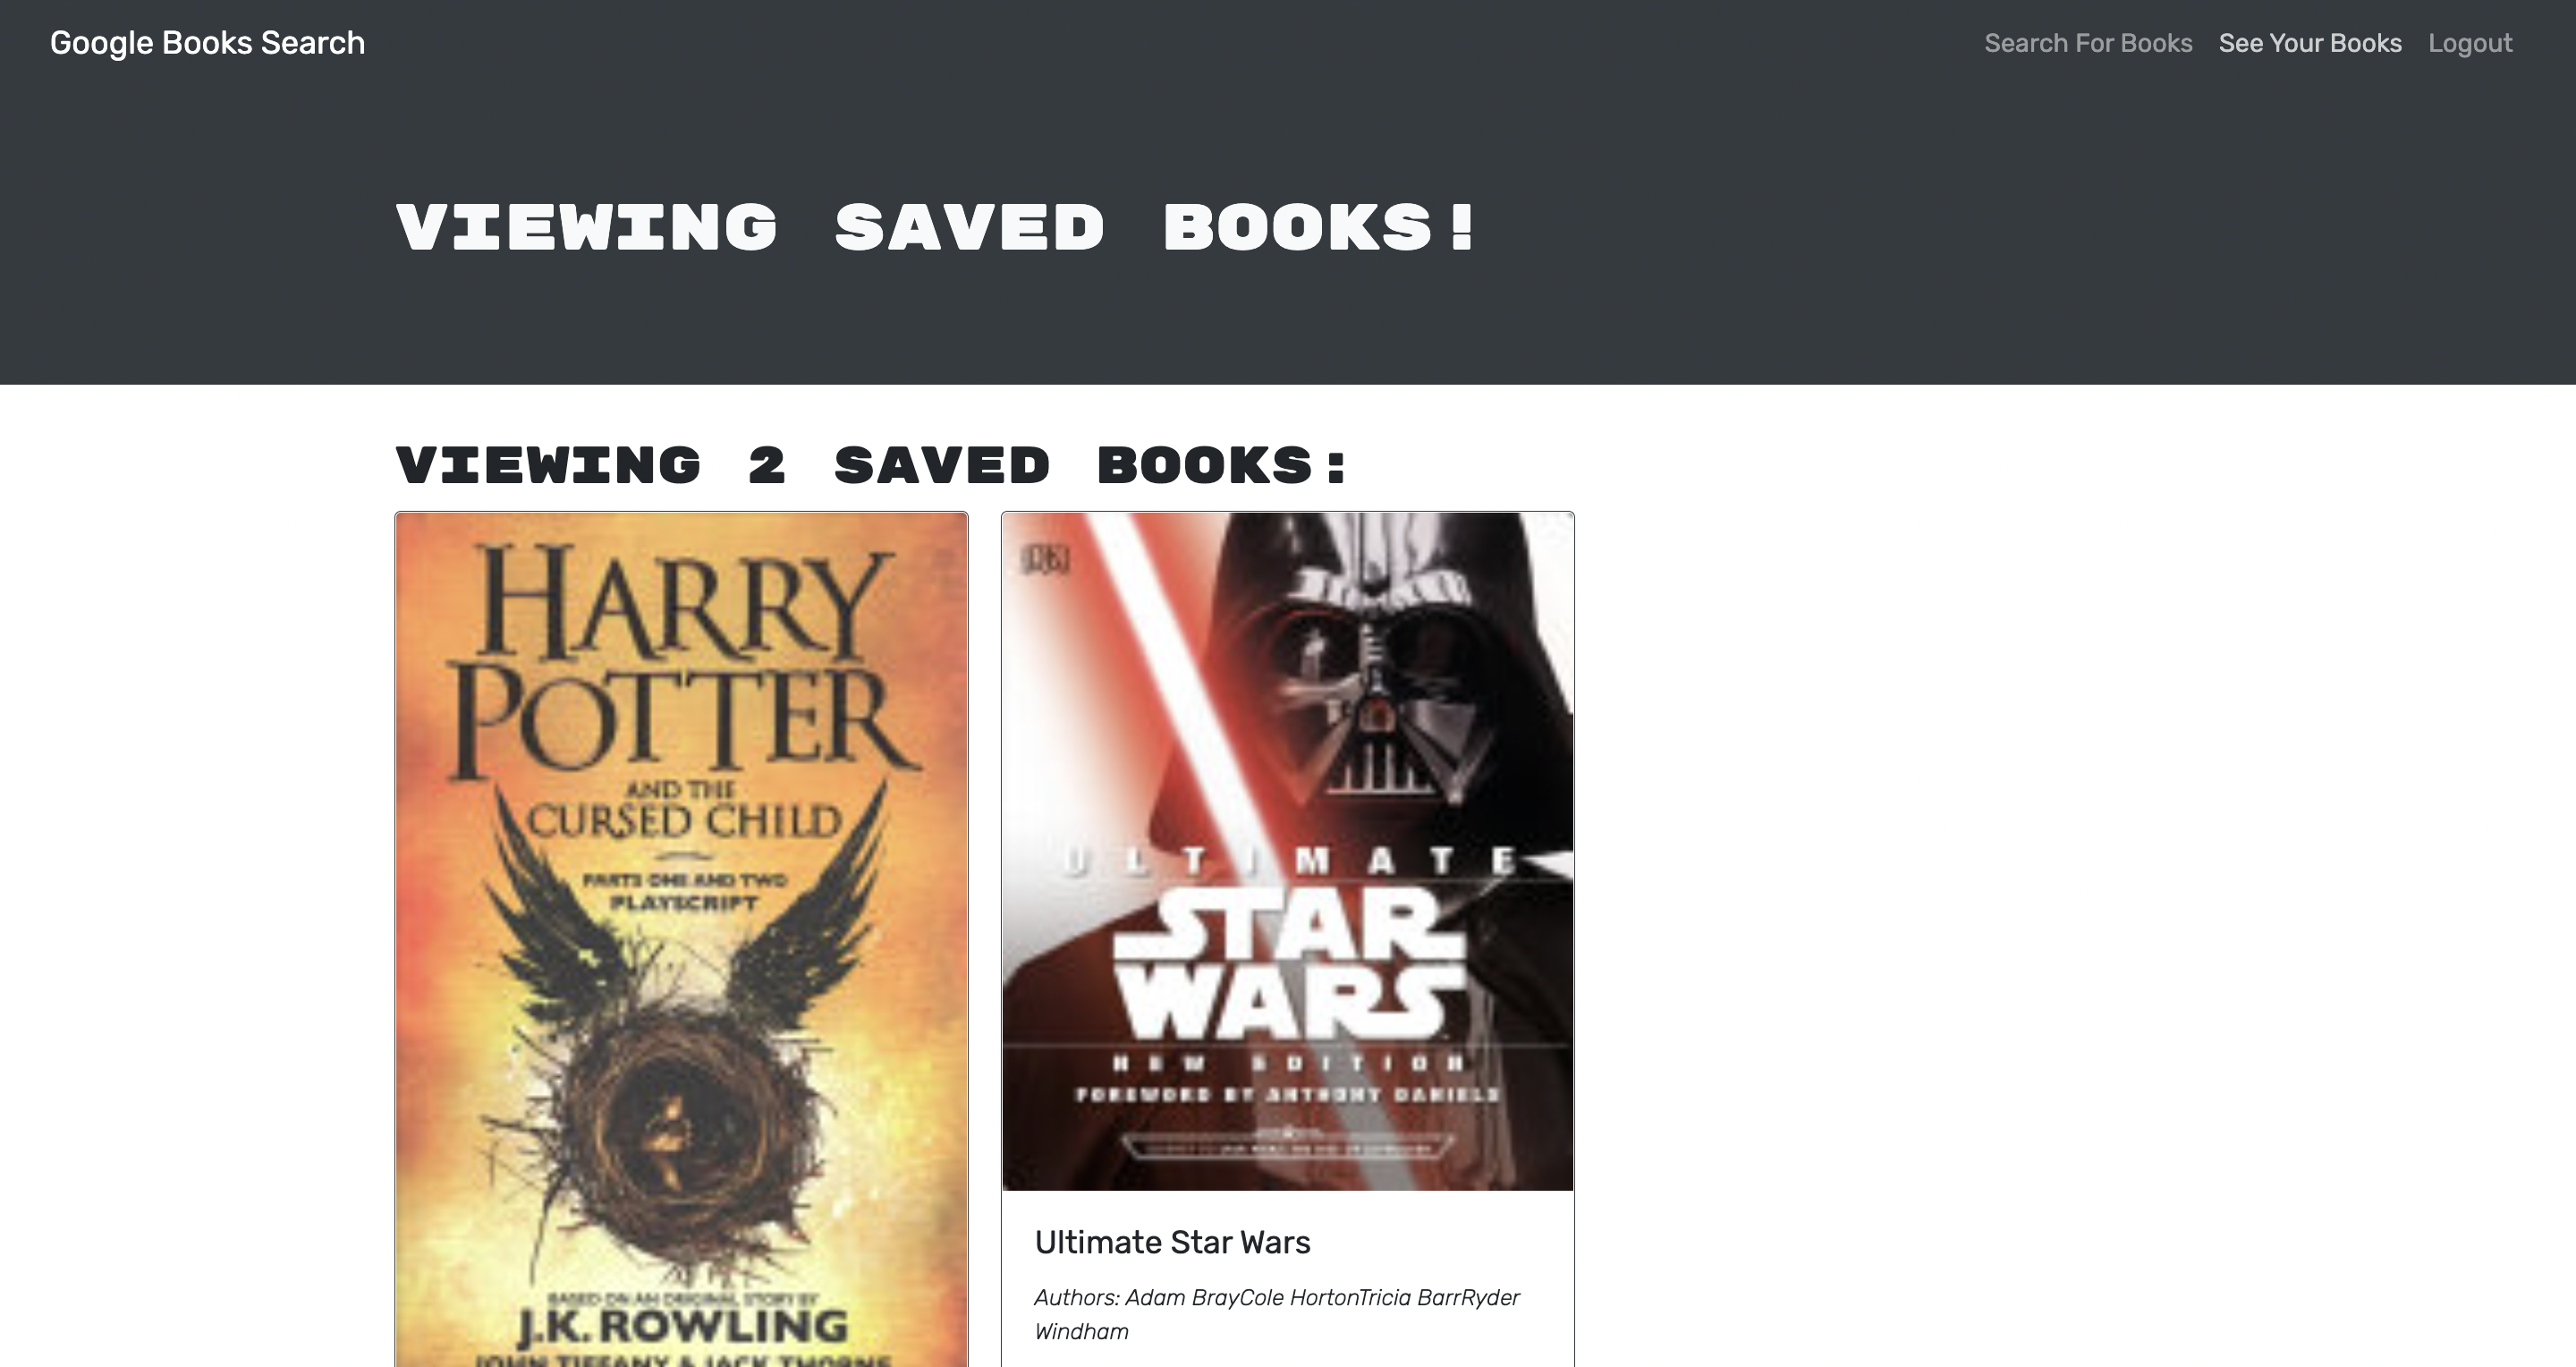 Google Books Search
Search For Books See Your Books Logout
VIEWING SAVED BOOKS!
VIEWING 2 SAVED BOOKS:
HARRY
POTTER
AND THE
CURSED CHILD
PARTS ONE AND TWO
PLAYSCRIPT
BASED ON AN ORIGINAL STORY BY
J.K. ROWLING
JOHN TIFFANY & JACK THORNE
DK
ULTIMATE
STAR
WARS
NEW EDITION
FOREWORD BY ANTHONY DANIELS
Ultimate Star Wars
Authors: Adam BrayCole HortonTricia BarrRyder
Windham